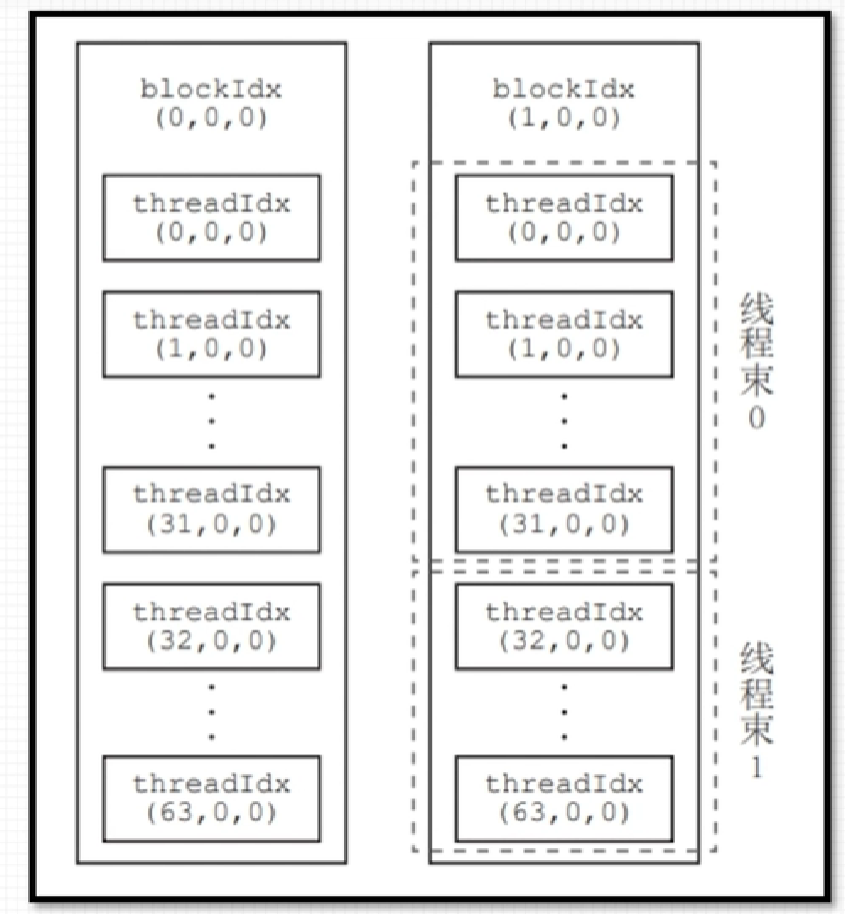 blockIdx
(0,0,0)
threadIdx
(0,0,0)
threadIdx
(1,0,0)
threadIdx
(31,0,0)
threadIdx
(32,0,0)
threadIdx
(63,0,0)
blockIdx
(1,0,0)
threadIdx
(0,0,0)
threadIdx
(1,0,0)
threadIdx
(31,0,0)
threadIdx
(32,0,0)
threadIdx
(63,0,0)
线程束0
线程束1